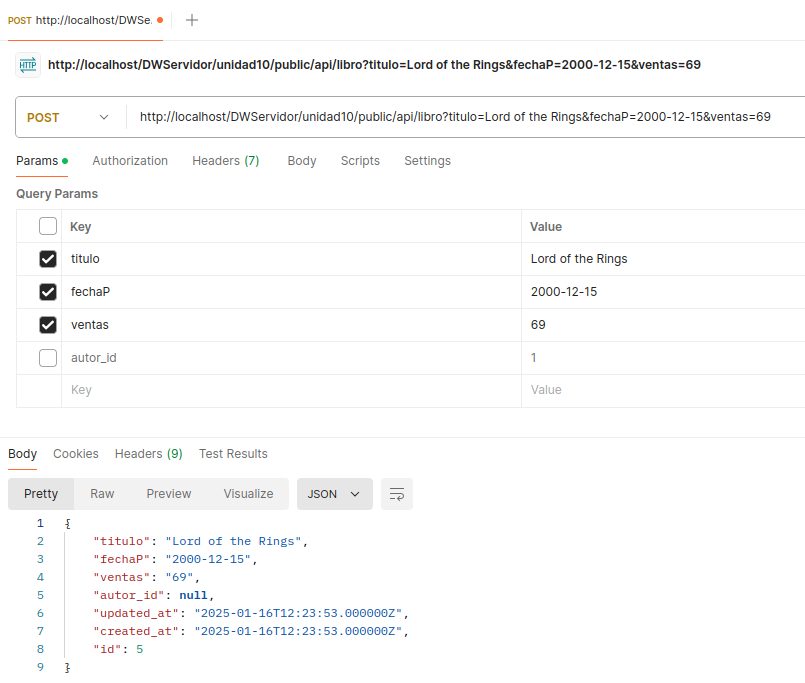 POST http://localhost/DWSe.
HTTP http://localhost/DWServidor/unidad10/public/api/libro?titulo=Lord of the Rings&fechaP=2000-12-15&ventas=69
POST http://localhost/DWServidor/unidad10/public/api/libro?titulo=Lord of the Rings&fechaP=2000-12-15&ventas=69
Params Authorization Headers (7) Body Scripts Settings
Query Params
Key Value
titulo Lord of the Rings
fechaP 2000-12-15
ventas 69
autor_id 1
Key Value
Body Cookies Headers (9) Test Results
Pretty Raw Preview Visualize JSON
1 {
2 "titulo": "Lord of the Rings",
3 "fechaP": "2000-12-15",
4 "ventas": "69",
5 "autor_id": null,
6 "updated_at": "2025-01-16T12:23:53.000000Z",
7 "created_at": "2025-01-16T12:23:53.000000Z",
8 "id": 5
9 }